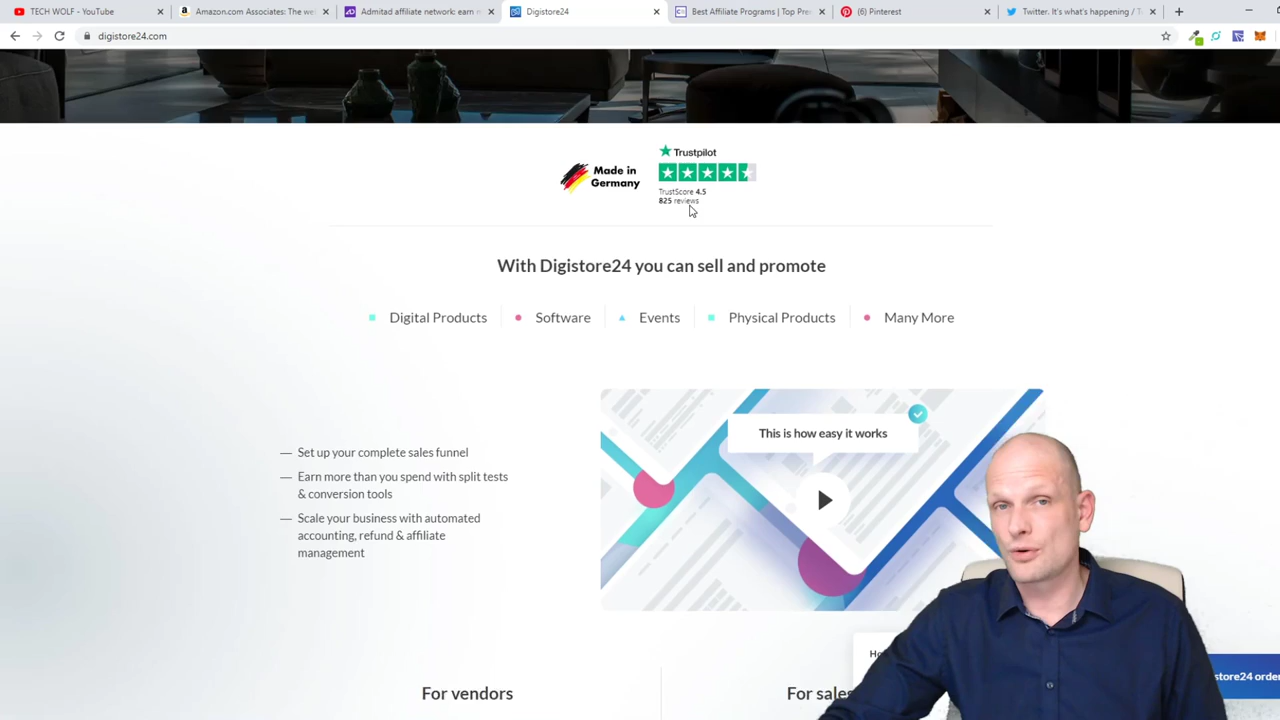 TECH WOLF - YouTube
Amazon.com Associates: The we
Admitad affiliate network: earn m
Digistore24
Best Affiliate Programs | Top Pre
(6) Pinterest
Twitter. It's what's happening / T
digistore24.com
Made in
Germany
Trustpilot
TrustScore 4.5
825 reviews
With Digistore24 you can sell and promote
Digital Products
Software
Events
Physical Products
Many More
This is how easy it works
— Set up your complete sales funnel
— Earn more than you spend with split tests
& conversion tools
— Scale your business with automated
accounting, refund & affiliate
management
For vendors
For sales
store24 order